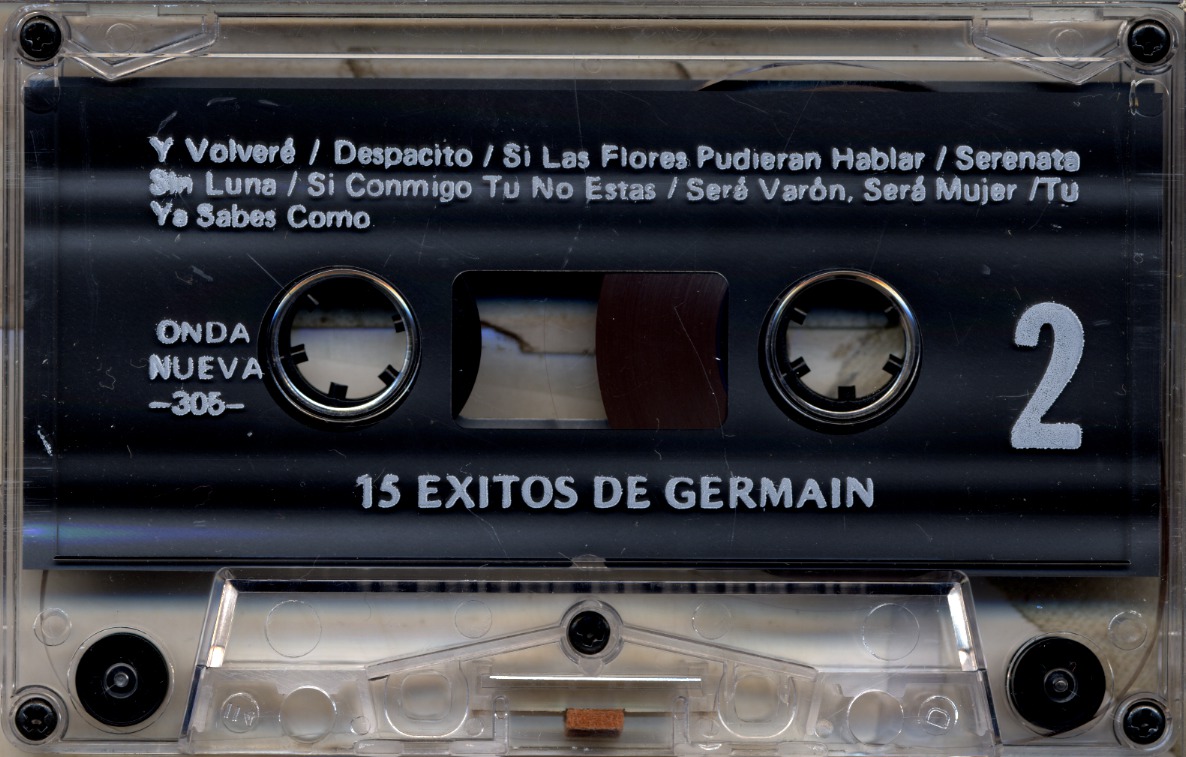 Y Volveré / Despacito / Si Las Flores Pudieran Hablar / Serenata
Sin Luna / Si Conmigo Tu No Estas / Será Varón, Será Mujer /Tu
Ya Sabes Como
ONDA
NUEVA
-305-
2
15 EXITOS DE GERMAIN